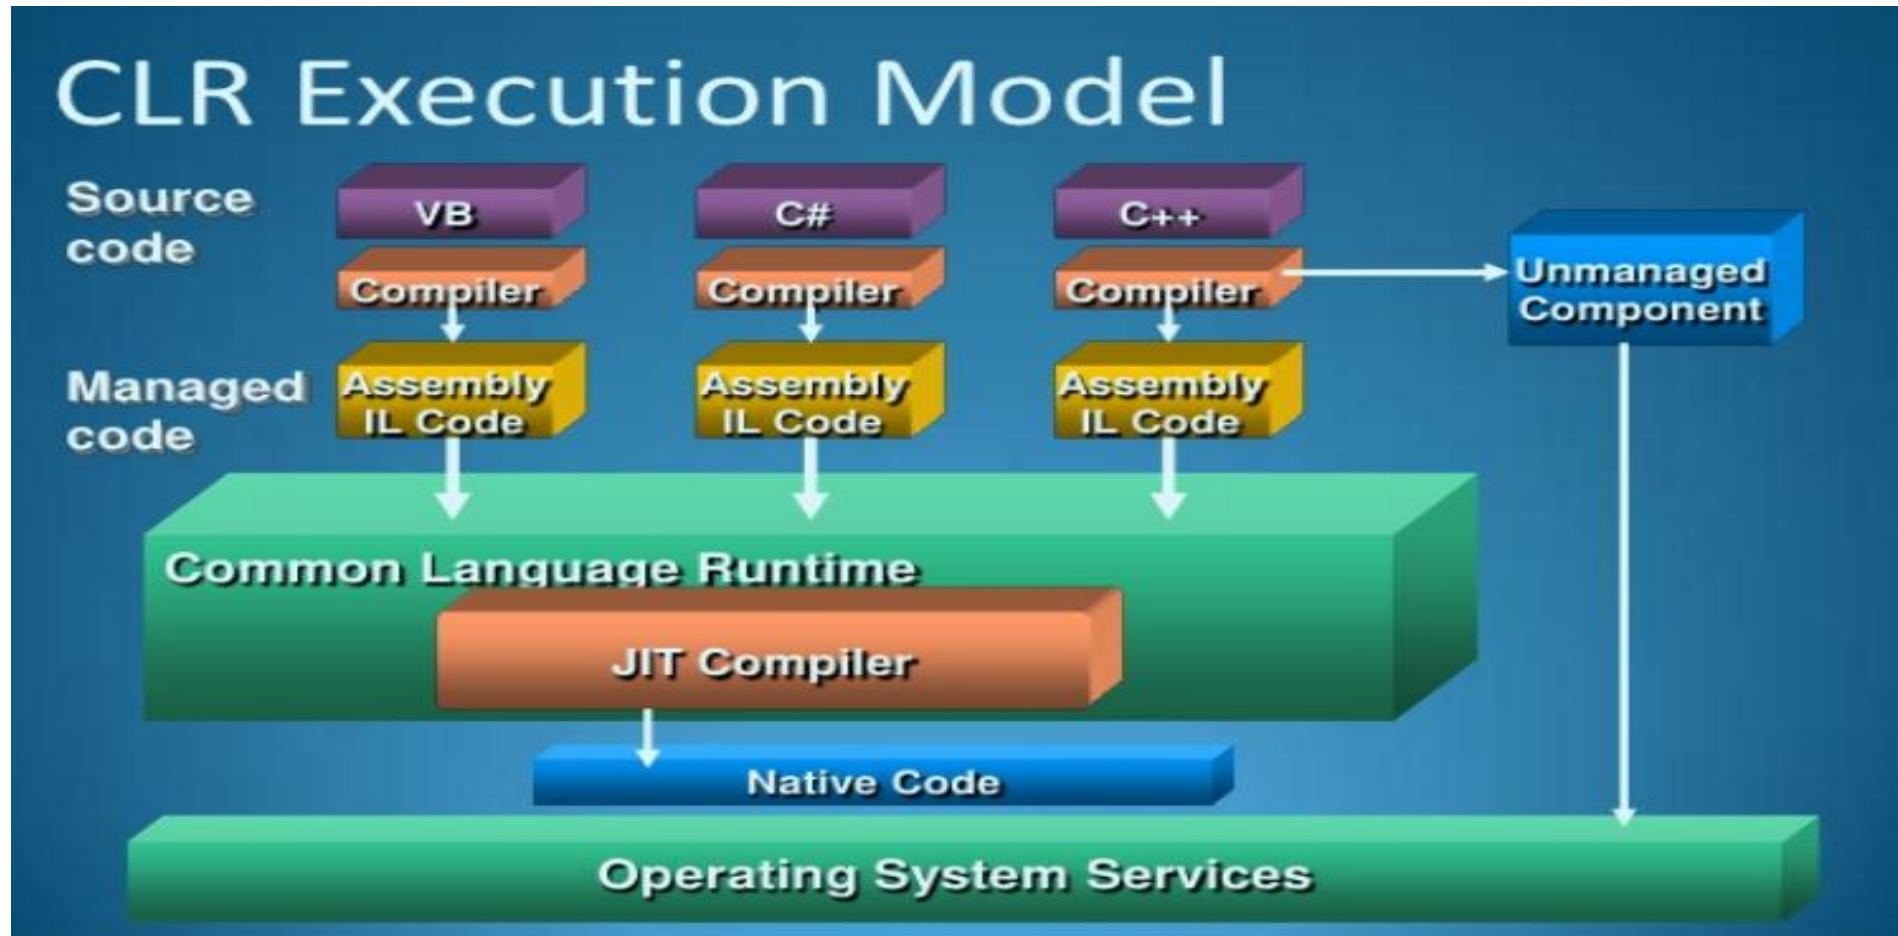 CLR Execution Model
Source
code
VB
C#
C++
Compiler
Compiler
Compiler
Unmanaged
Component
Managed
code
Assembly
IL Code
Assembly
IL Code
Assembly
IL Code
Common Language Runtime
JIT Compiler
Native Code
Operating System Services